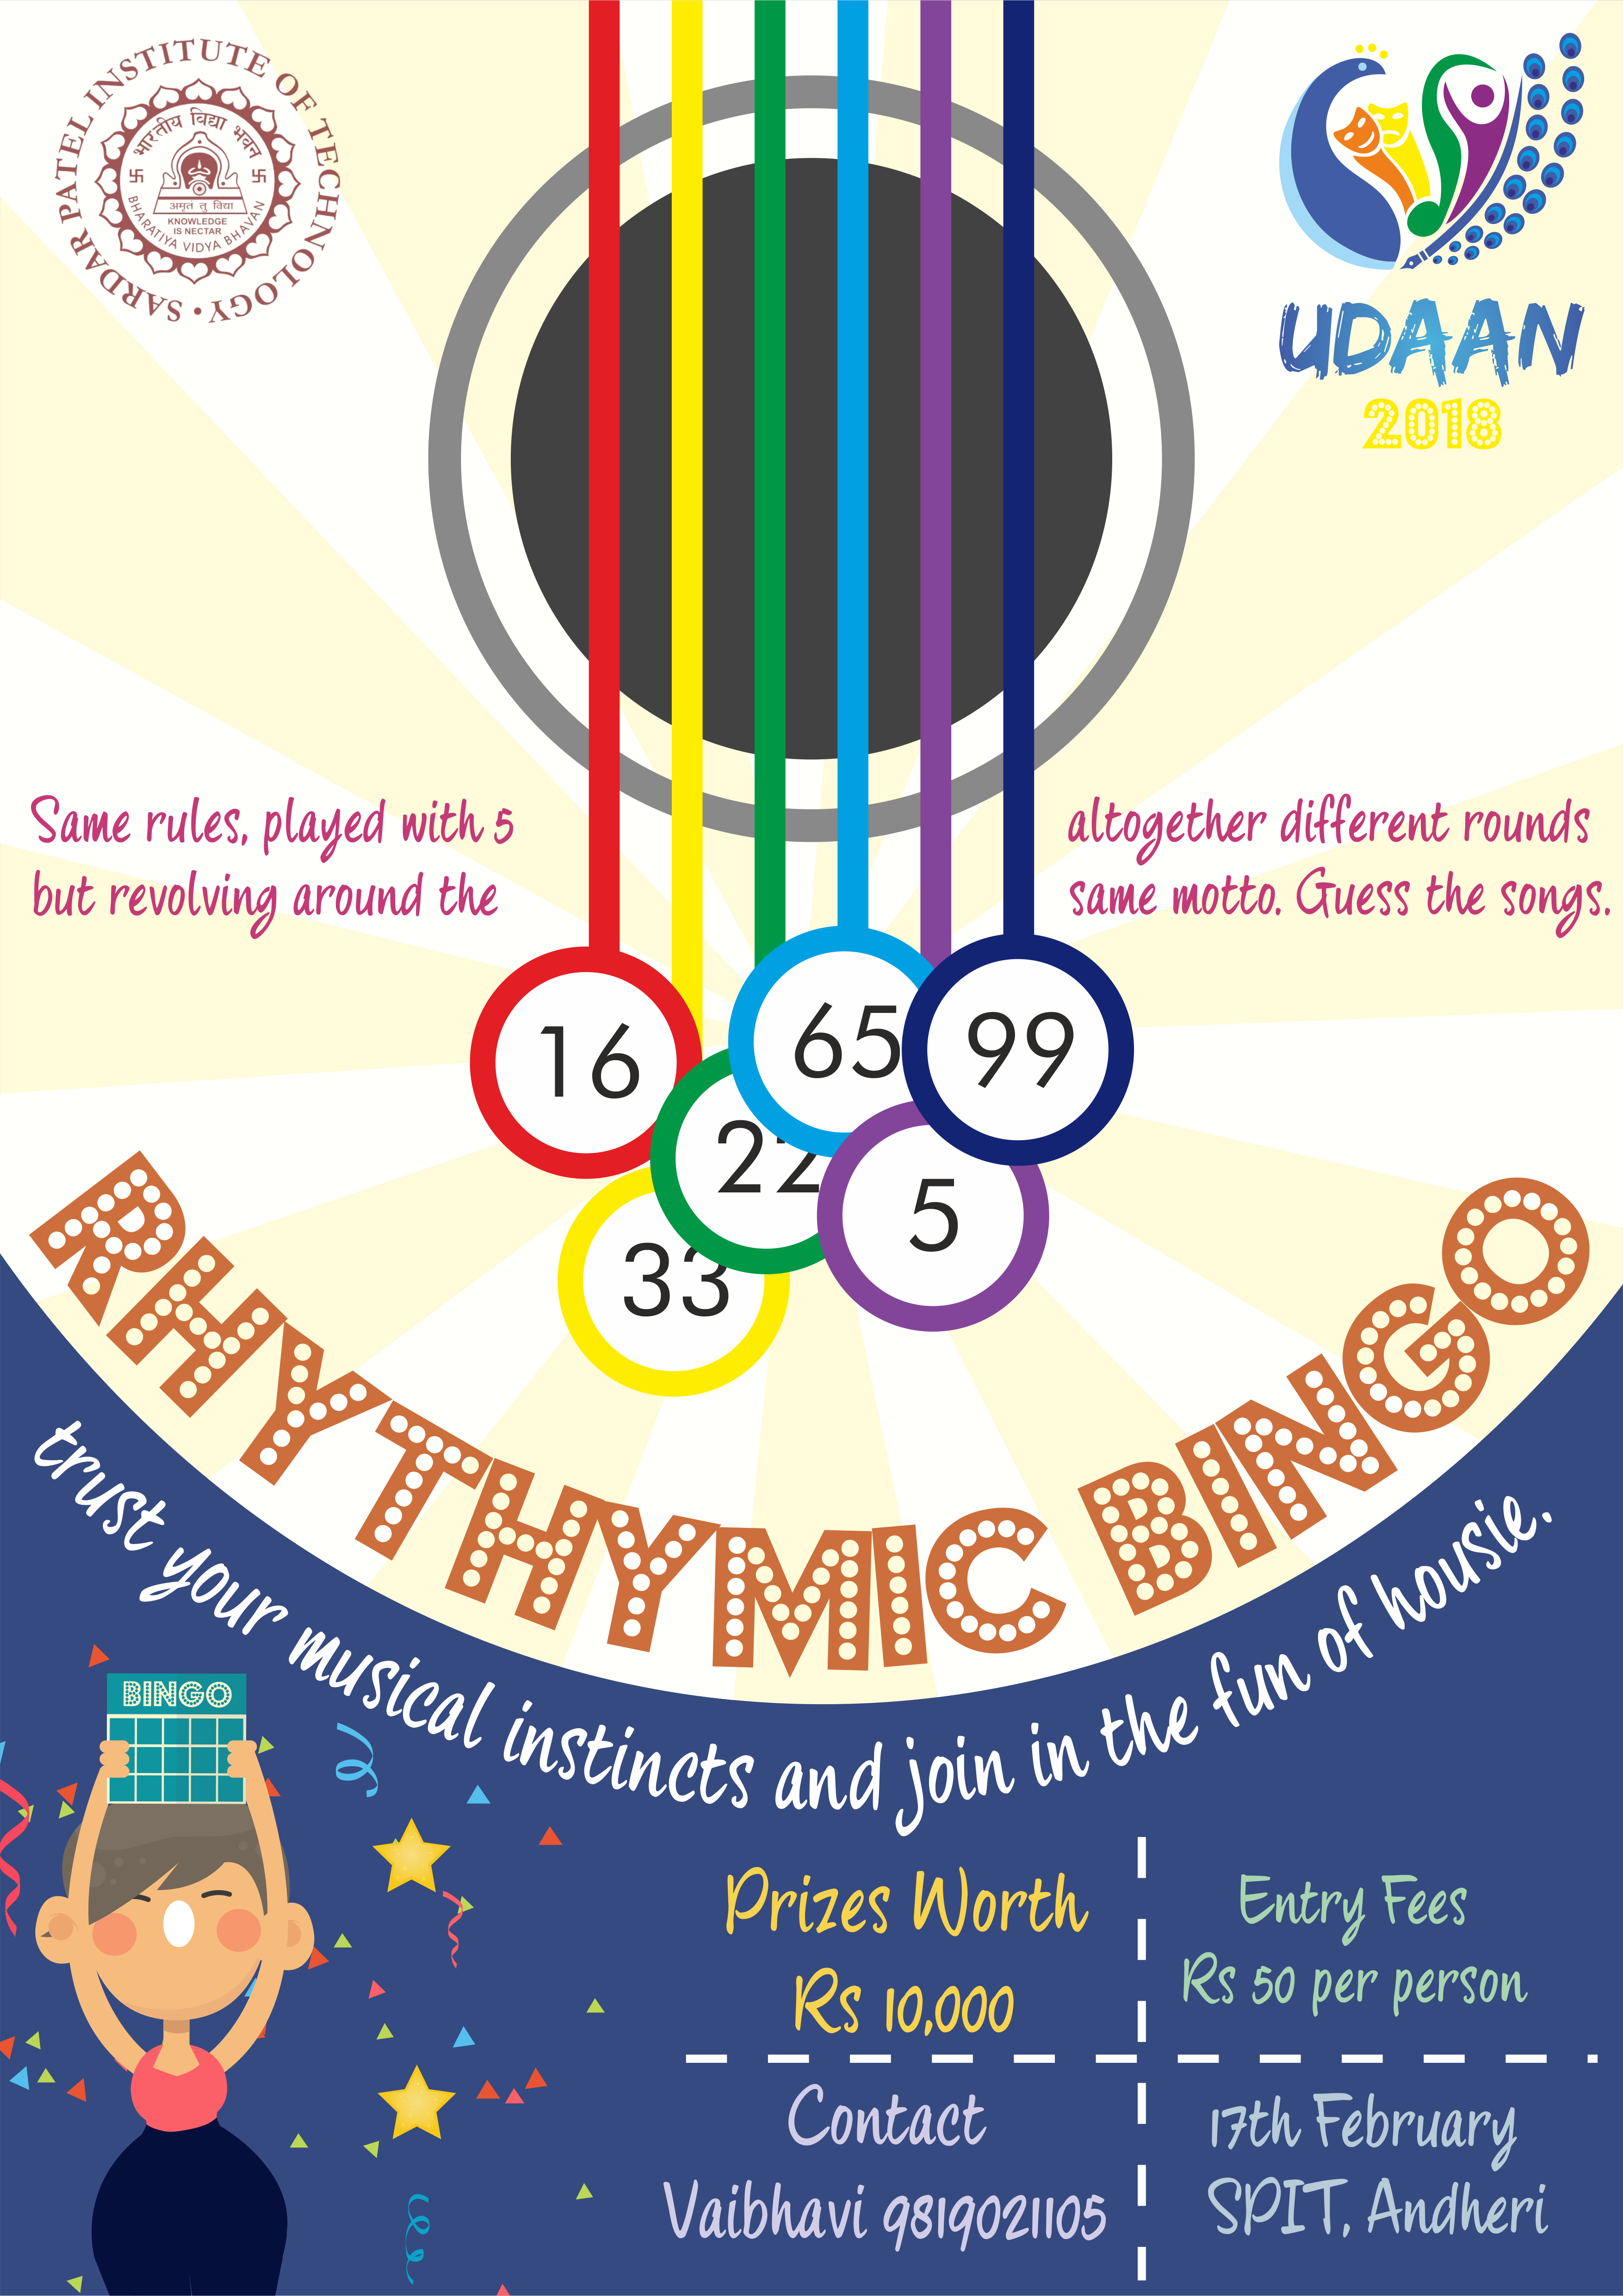 SARDAR PATEL INSTITUTE OF TECHNOLOGY •
भारतीय विद्या भवन
अमृतं तु विद्या
KNOWLEDGE
IS NECTAR
BHARATIYA VIDYA BHAVAN
UDAAN
2018
Same rules, played with 5 altogether different rounds
but revolving around the same motto. Guess the songs.
16
65
99
22
5
33
RHYTHYMIC BINGO
trust your musical instincts and join in the fun of housie.
BINGO
Prizes Worth
Rs 10,000
Entry Fees
Rs 50 per person
Contact
Vaibhavi 9819021105
17th February
SPIT, Andheri